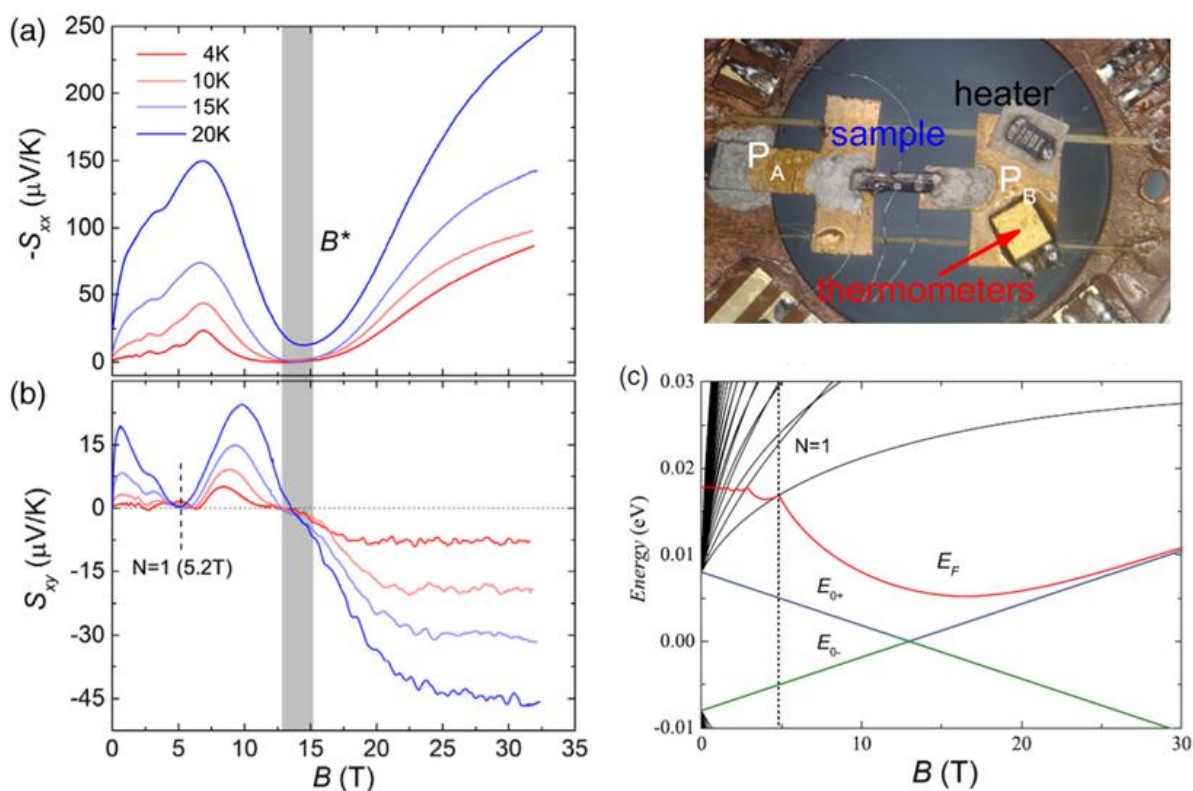 (a)
250
200
150
100
50
0
-Sxx (μV/K)
4K
10K
15K
20K
B*
(b)
15
0
-15
-30
-45
Sxy (μV/K)
N=1 (5.2T)
0 5 10 15 20 25 30 35
B (T)
heater
sample
PA
PB
thermometers
(c)
0.03
0.02
0.01
0.00
-0.01
Energy (eV)
N=1
EF
E0+
E0-
0 10 20 30
B (T)